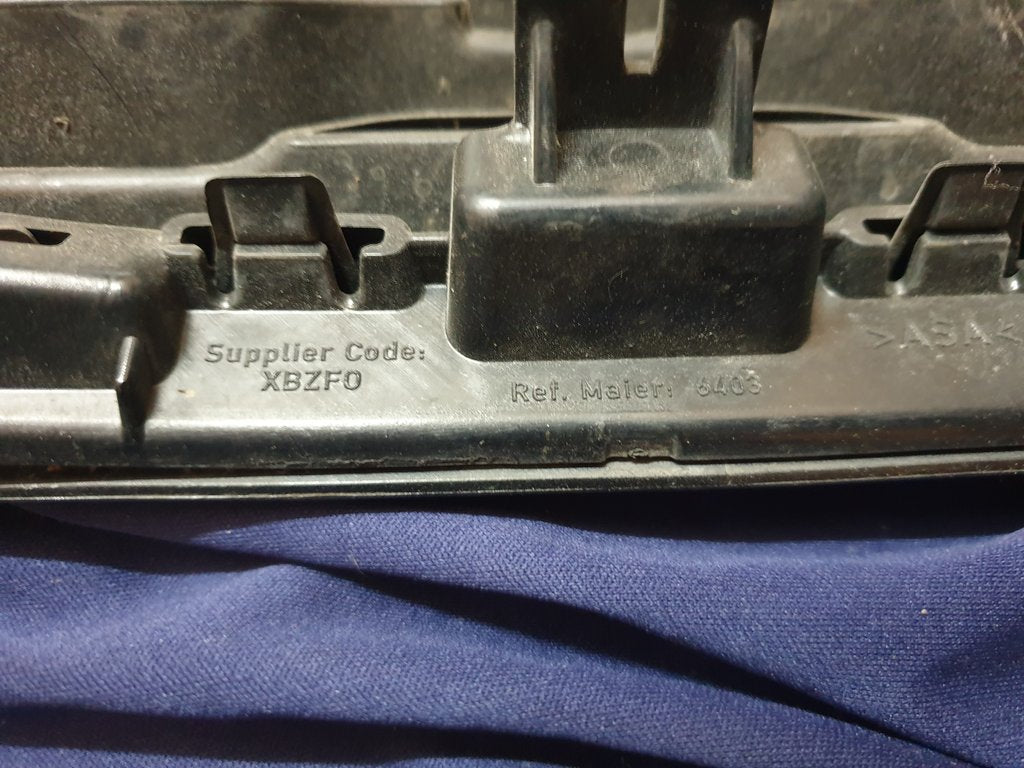 Supplier Code:
XBZF0
Ref. Maier: 6403
>ASA<